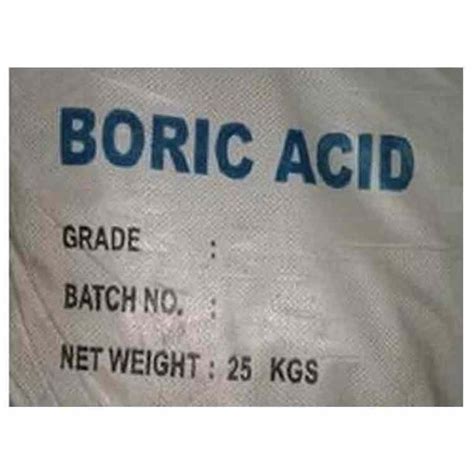 BORIC ACID
GRADE :
BATCH NO. :
NET WEIGHT : 25 KGS